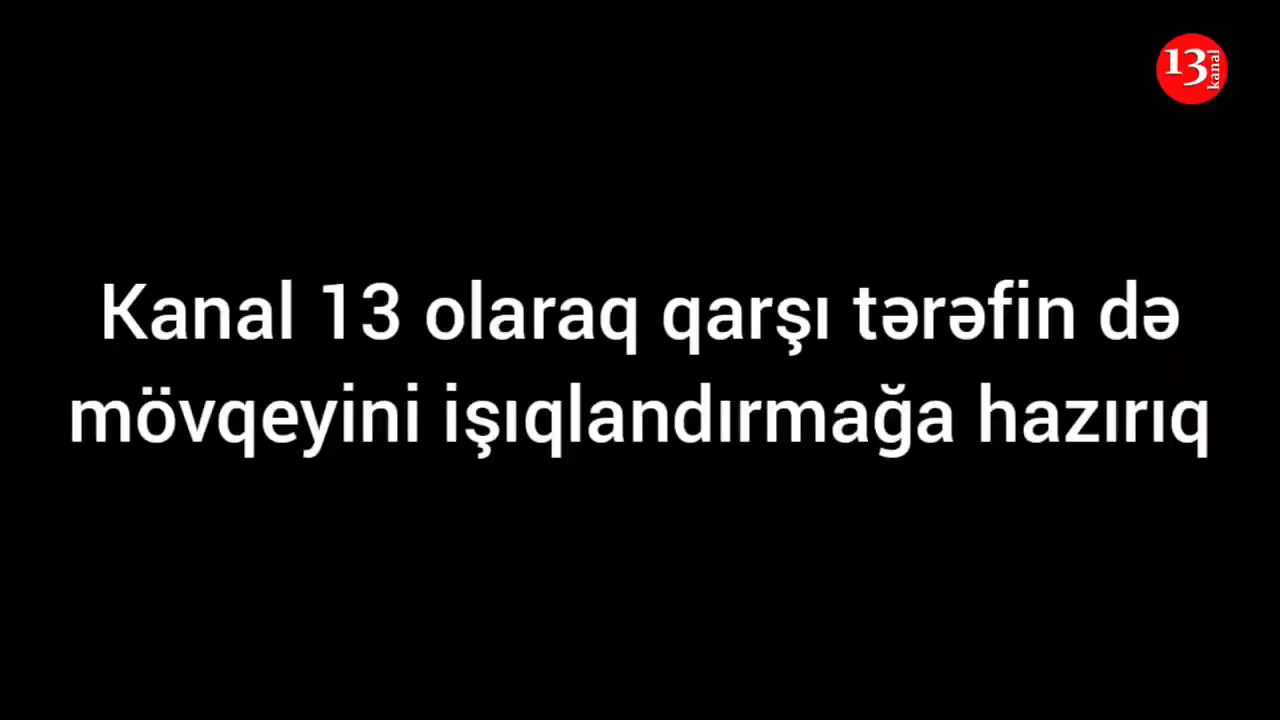 13 kanal
Kanal 13 olaraq qarşı tərəfin də
mövqeyini işıqlandırmağa hazırıq